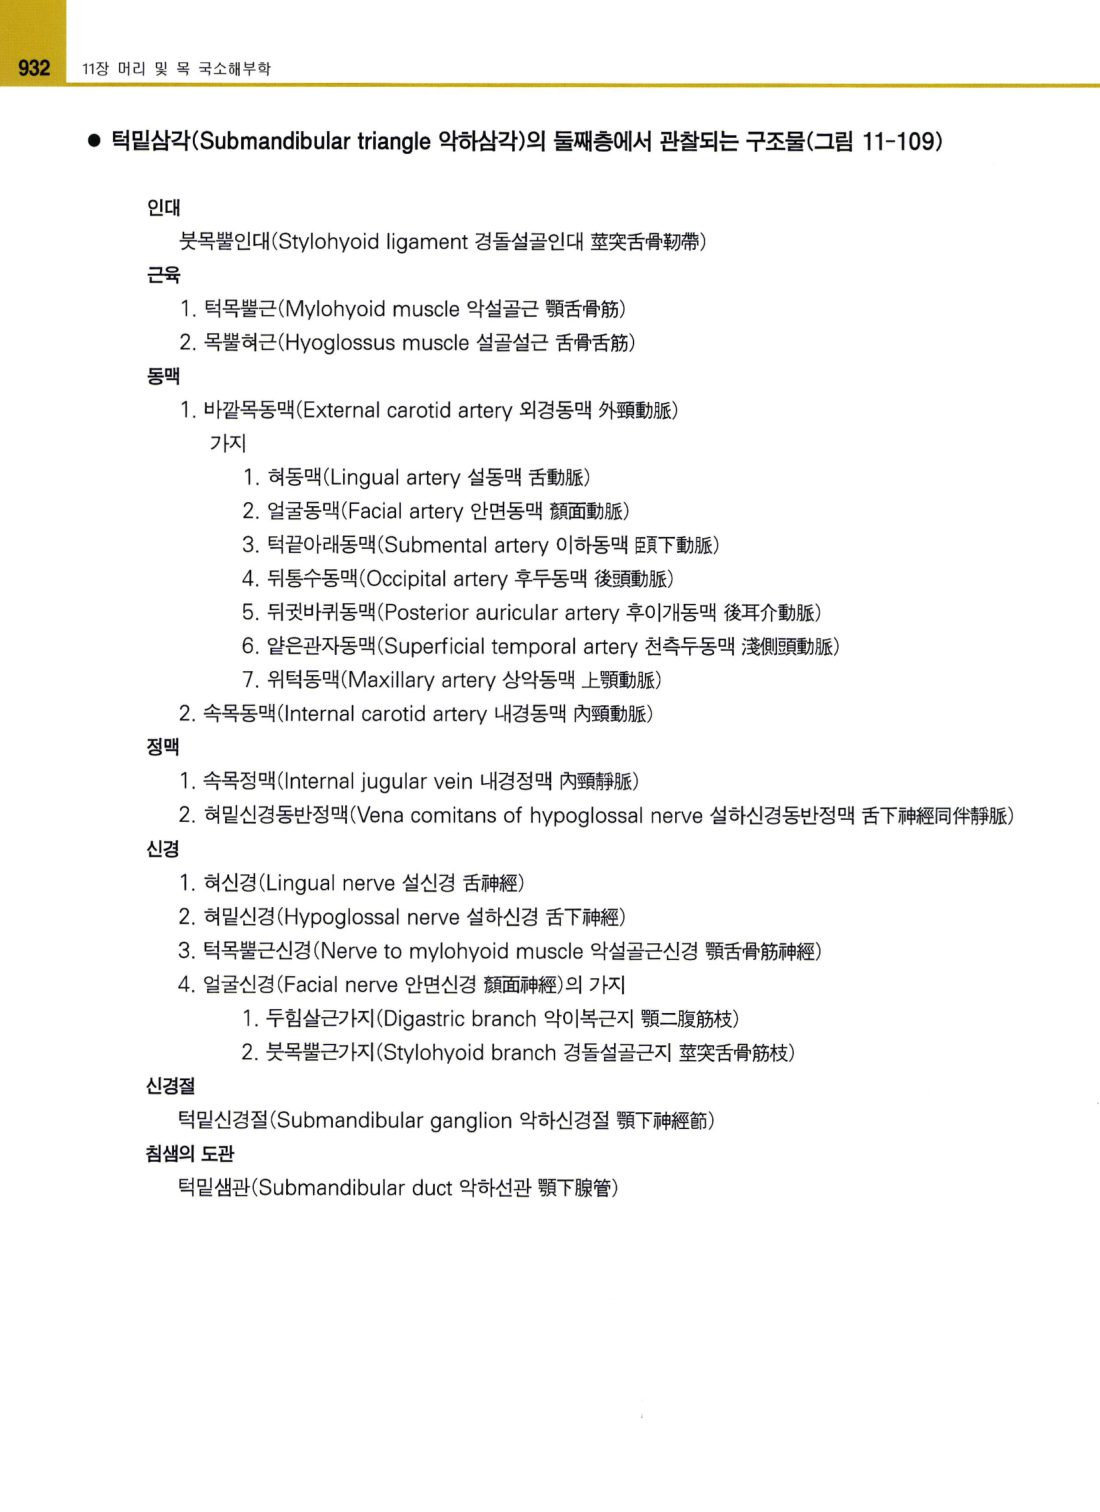 932
11장 머리 및 목 국소해부학
● 턱밑삼각(Submandibular triangle 악하삼각)의 둘째층에서 관찰되는 구조물(그림 11-109)
인대
붓목뿔인대(Stylohyoid ligament 경돌설골인대 莖突舌骨靭帶)
근육
1. 턱목뿔근(Mylohyoid muscle 악설골근 顎舌骨筋)
2. 목뿔혀근(Hyoglossus muscle 설골설근 舌骨舌筋)
동맥
1. 바깥목동맥(External carotid artery 외경동맥 外頸動脈)
가지
1. 혀동맥(Lingual artery 설동맥 舌動脈)
2. 얼굴동맥(Facial artery 안면동맥 顔面動脈)
3. 턱끝아래동맥(Submental artery 이하동맥 頤下動脈)
4. 뒤통수동맥(Occipital artery 후두동맥 後頭動脈)
5. 뒤귓바퀴동맥(Posterior auricular artery 후이개동맥 後耳介動脈)
6. 얕은관자동맥(Superficial temporal artery 천측두동맥 淺側頭動脈)
7. 위턱동맥(Maxillary artery 상악동맥 上顎動脈)
2. 속목동맥(Internal carotid artery 내경동맥 內頸動脈)
정맥
1. 속목정맥(Internal jugular vein 내경정맥 內頸靜脈)
2. 혀밑신경동반정맥(Vena comitans of hypoglossal nerve 설하신경동반정맥 舌下神經同伴靜脈)
신경
1. 혀신경(Lingual nerve 설신경 舌神經)
2. 혀밑신경(Hypoglossal nerve 설하신경 舌下神經)
3. 턱목뿔근신경(Nerve to mylohyoid muscle 악설골근신경 顎舌骨筋神經)
4. 얼굴신경(Facial nerve 안면신경 顔面神經)의 가지
1. 두힘살근가지(Digastric branch 악이복근지 顎二腹筋枝)
2. 붓목뿔근가지(Stylohyoid branch 경돌설골근지 莖突舌骨筋枝)
신경절
턱밑신경절(Submandibular ganglion 악하신경절 顎下神經節)
침샘의 도관
턱밑샘관(Submandibular duct 악하선관 顎下腺管)